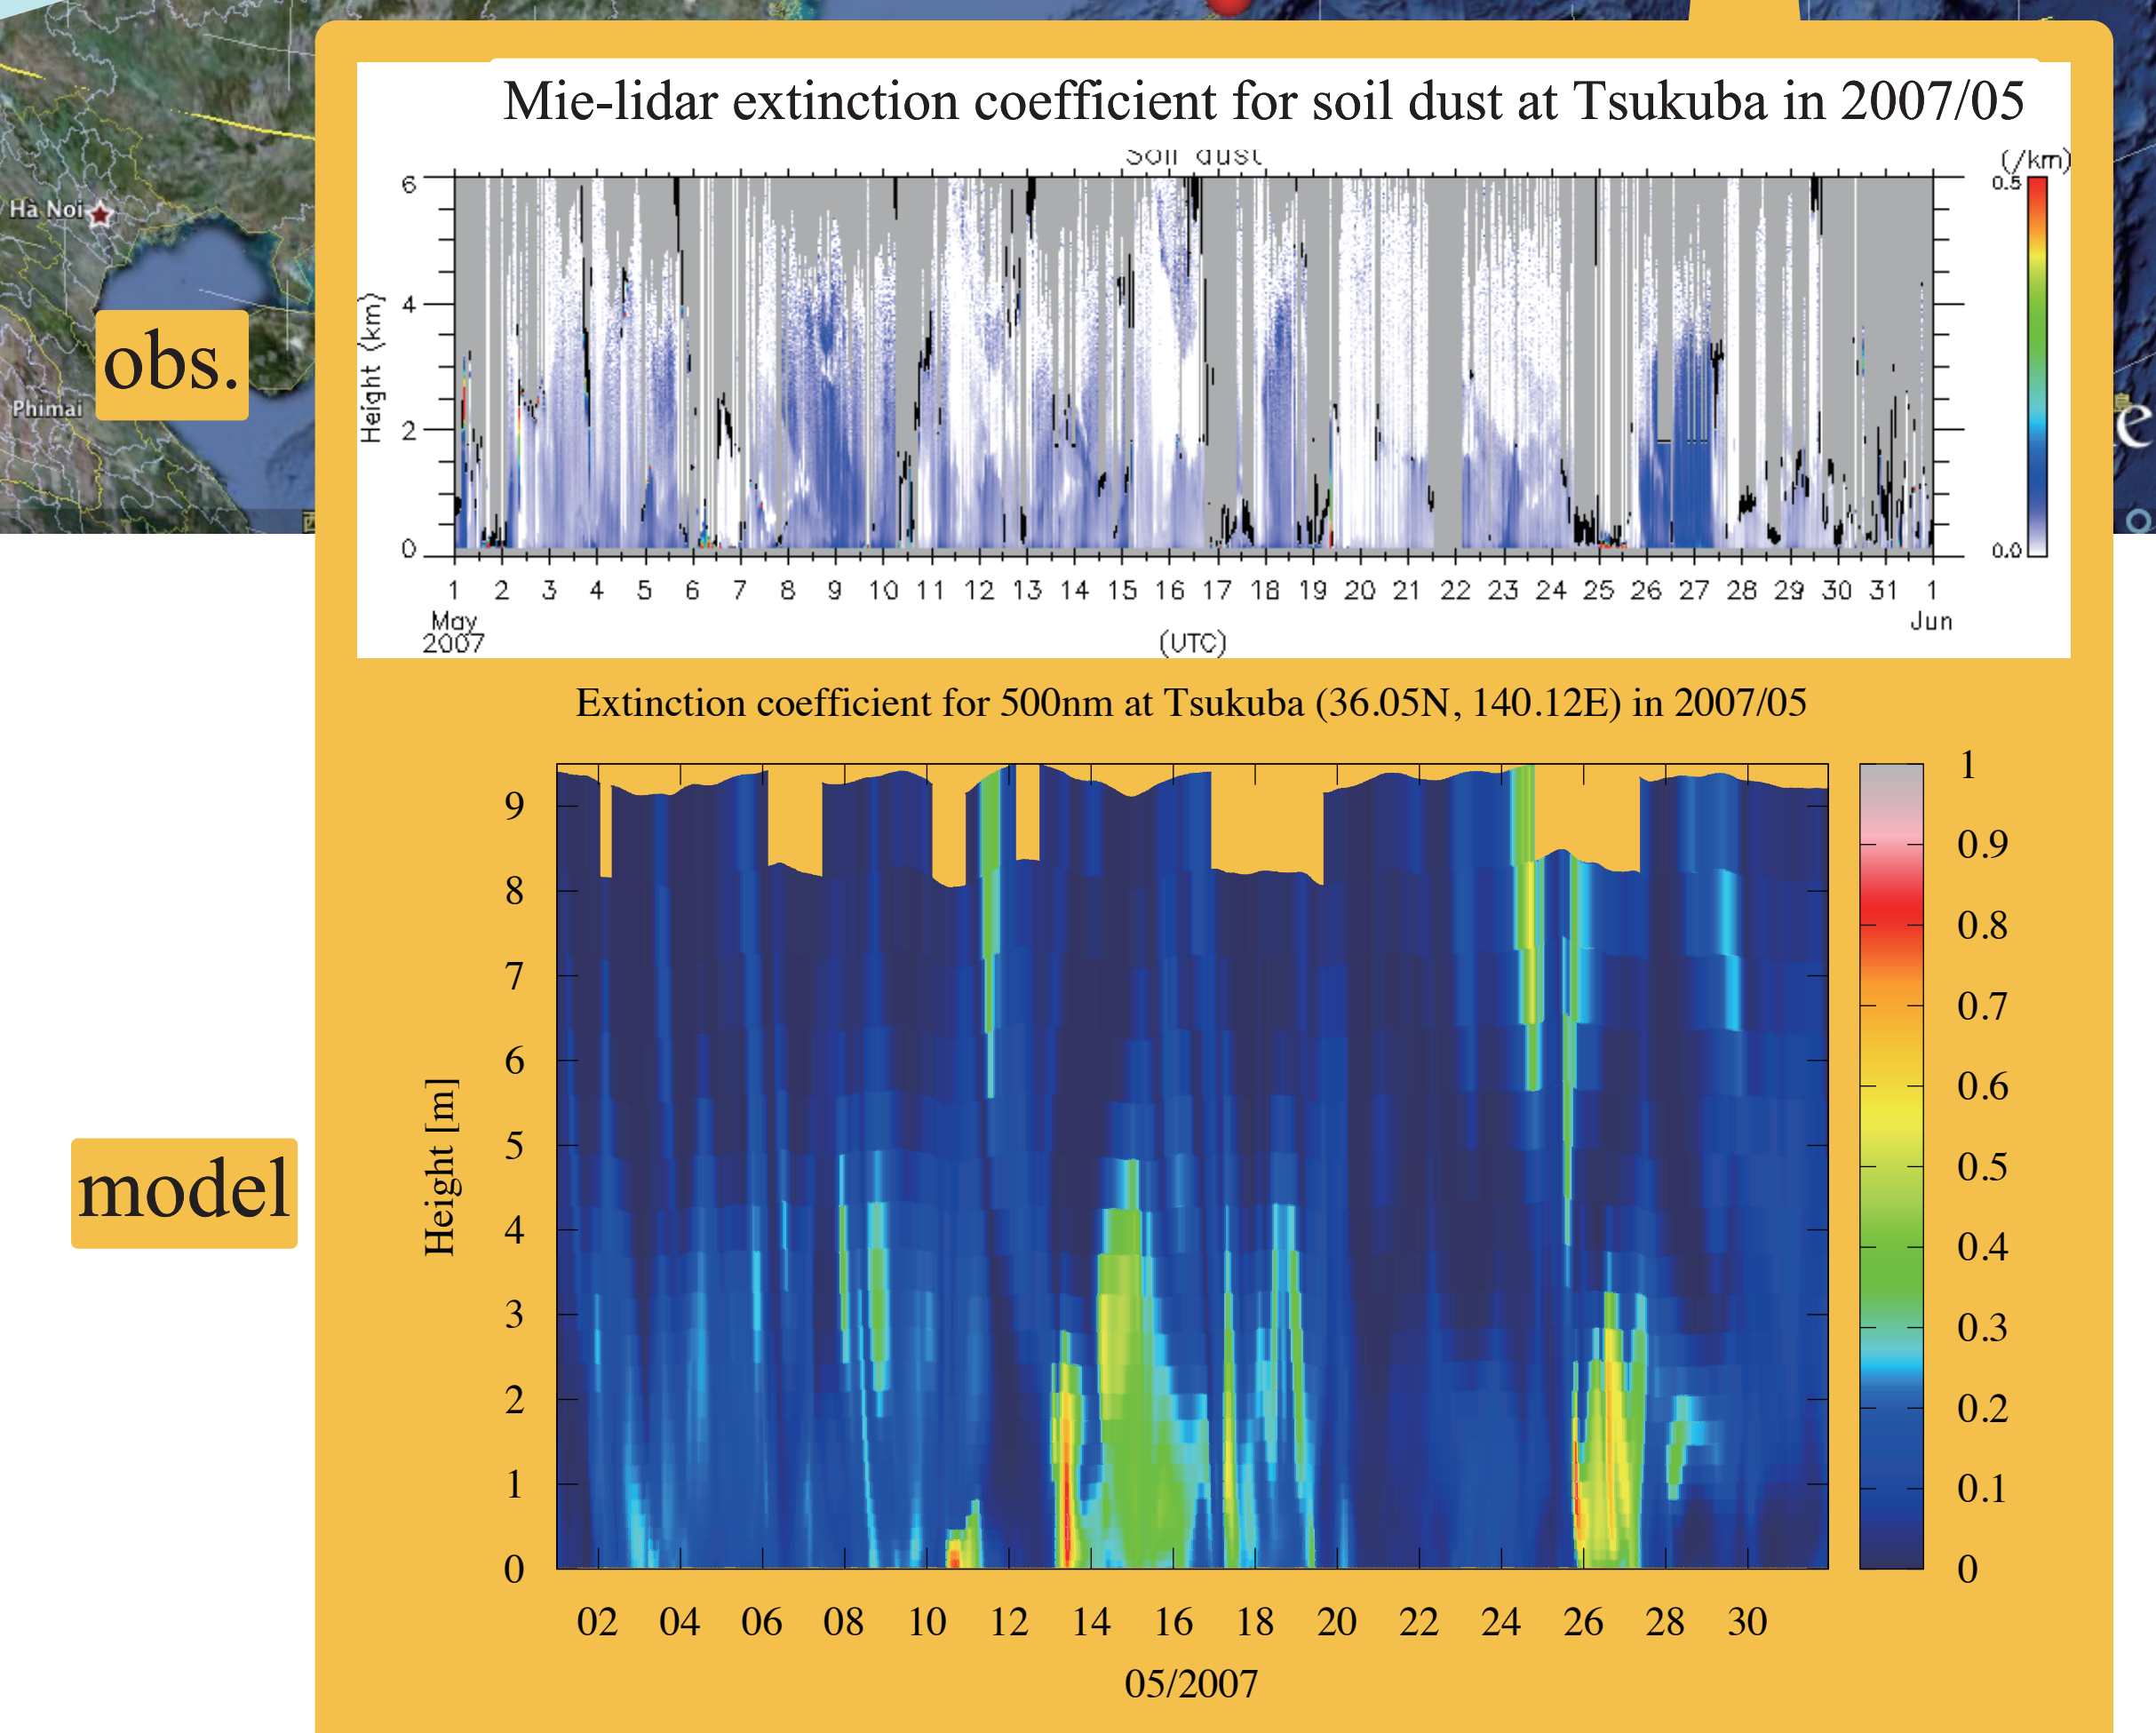 Hà Noi
Phimai
obs.
Mie-lidar extinction coefficient for soil dust at Tsukuba in 2007/05
Soil dust
(/km)
0.5
0.0
Height (km)
6
4
2
0
1 2 3 4 5 6 7 8 9 10 11 12 13 14 15 16 17 18 19 20 21 22 23 24 25 26 27 28 29 30 31 1
May
Jun
2007
(UTC)
Extinction coefficient for 500nm at Tsukuba (36.05N, 140.12E) in 2007/05
model
Height [m]
9
8
7
6
5
4
3
2
1
0
02 04 06 08 10 12 14 16 18 20 22 24 26 28 30
05/2007
1
0.9
0.8
0.7
0.6
0.5
0.4
0.3
0.2
0.1
0